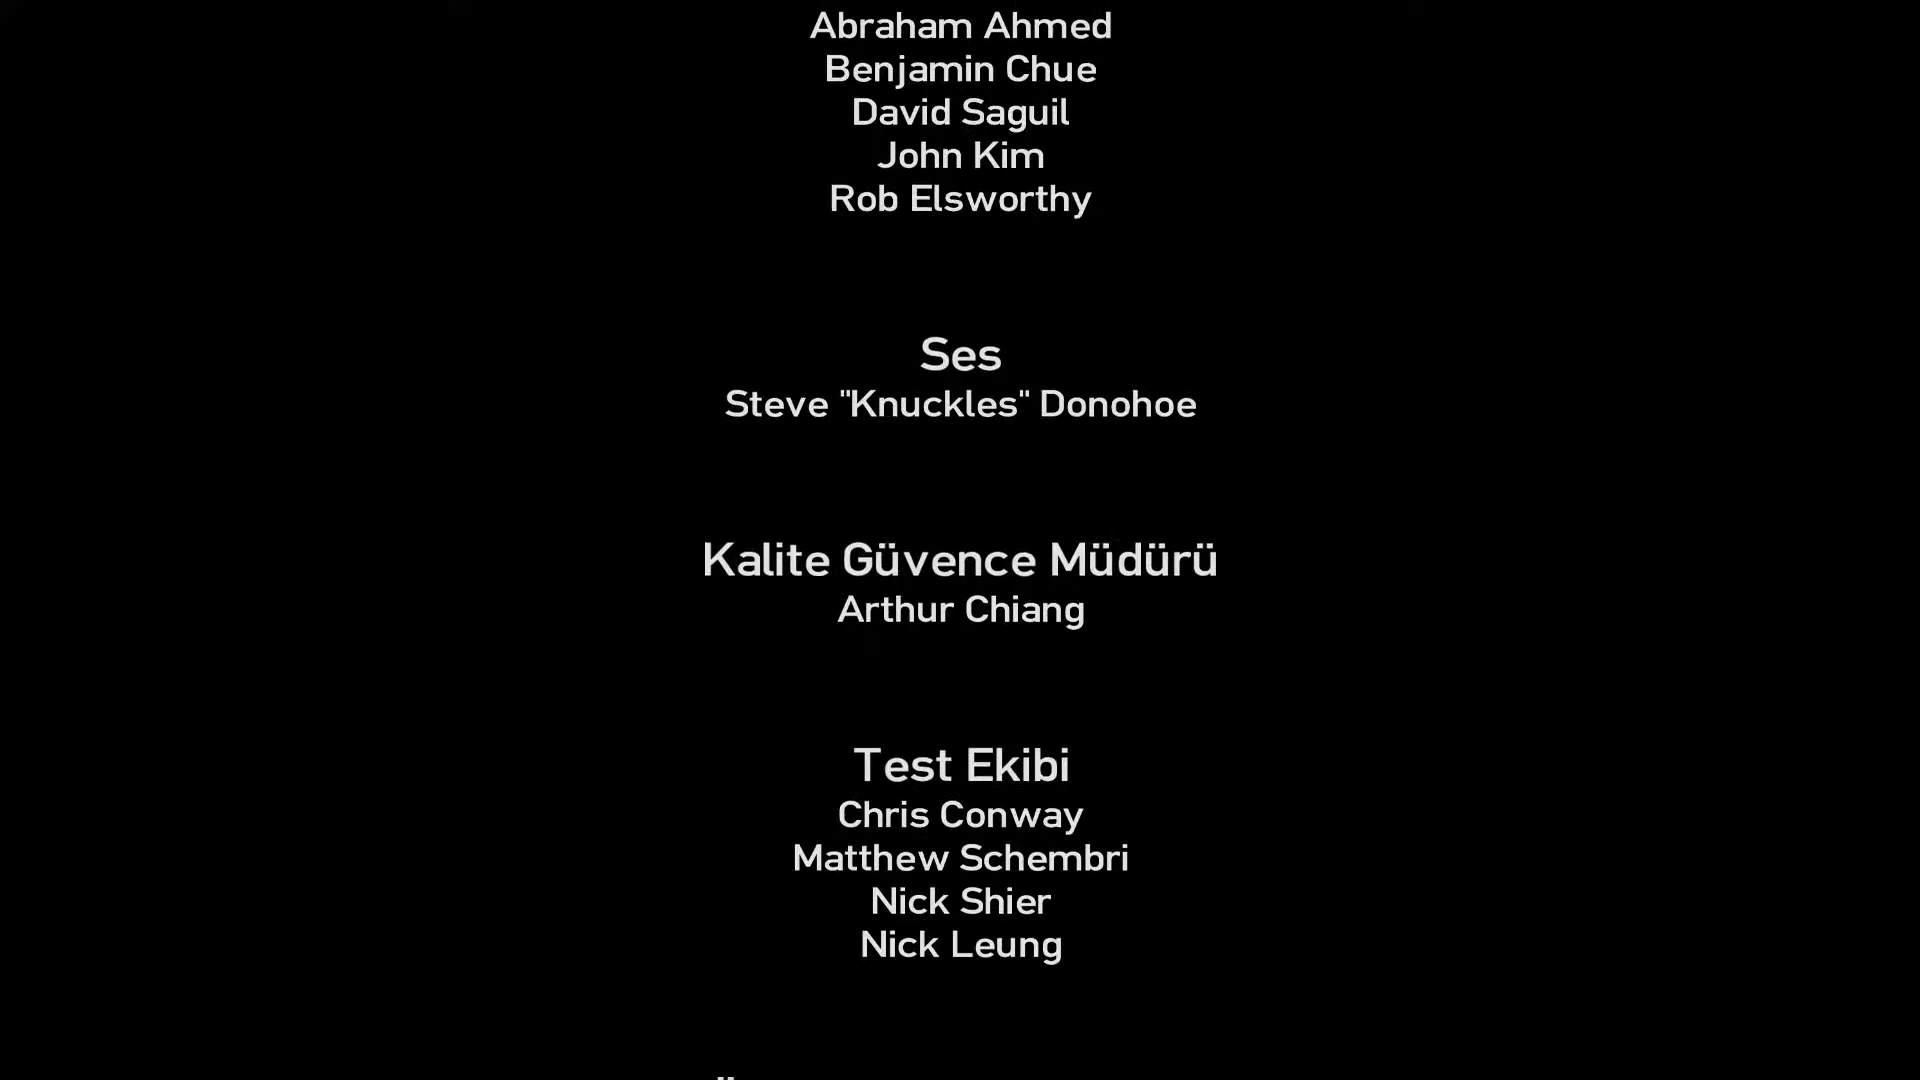 Abraham Ahmed
Benjamin Chue
David Saguil
John Kim
Rob Elsworthy
Ses
Steve "Knuckles" Donohoe
Kalite Güvence Müdürü
Arthur Chiang
Test Ekibi
Chris Conway
Matthew Schembri
Nick Shier
Nick Leung